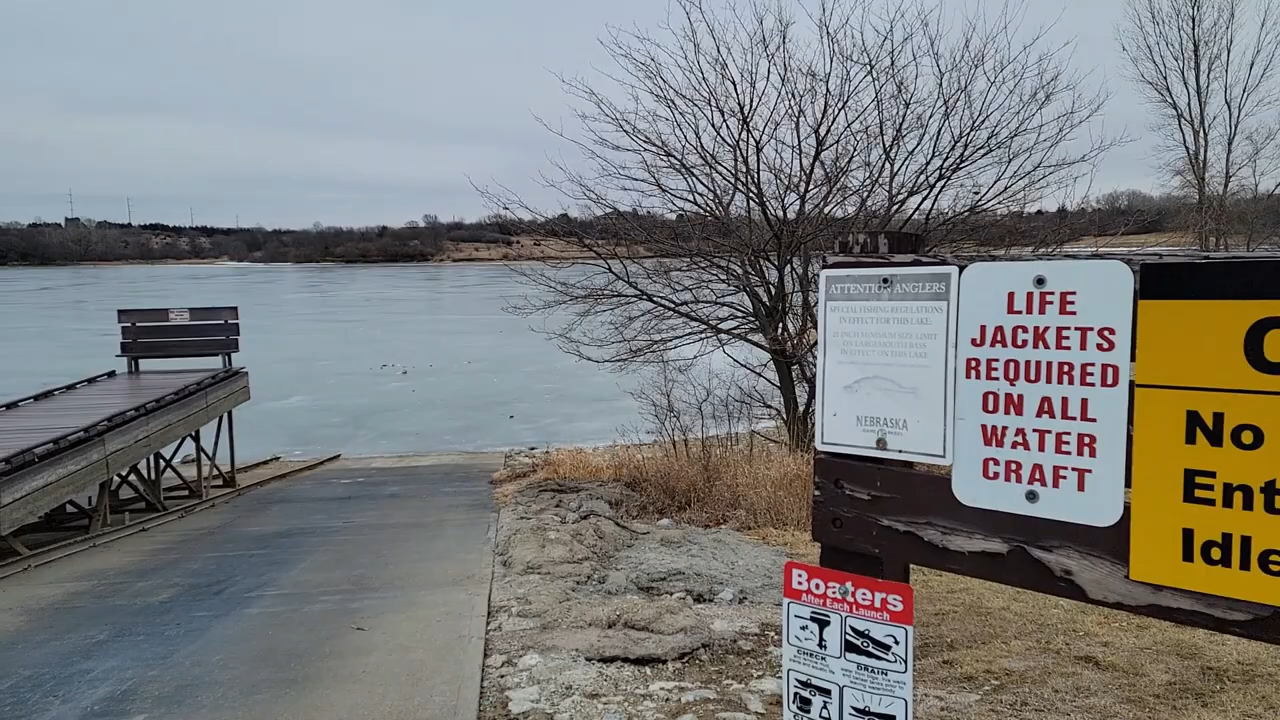 ATTENTION ANGLERS
SPECIAL FISHING REGULATIONS
IN EFFECT FOR THIS LAKE:
21 INCH MINIMUM SIZE LIMIT
ON LARGEMOUTH BASS
IN EFFECT ON THIS LAKE
NEBRASKA
LIFE
JACKETS
REQUIRED
ON ALL
WATER
CRAFT
C
No
Ent
Idle
Boaters
After Each Launch
CHECK
DRAIN